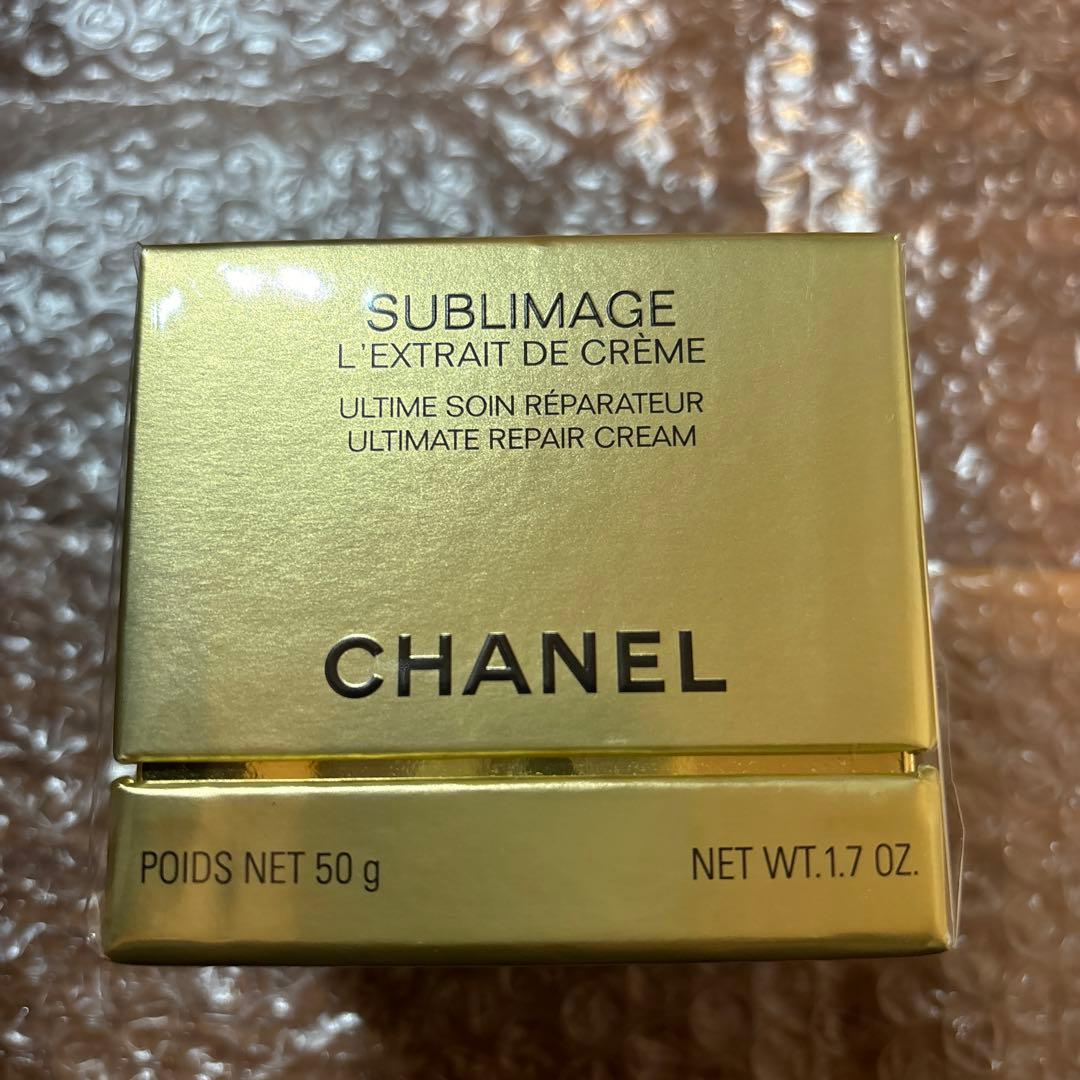 SUBLIMAGE
L'EXTRAIT DE CRÈME
ULTIME SOIN RÉPARATEUR
ULTIMATE REPAIR CREAM
CHANEL
POIDS NET 50 g
NET WT.1.7 OZ.